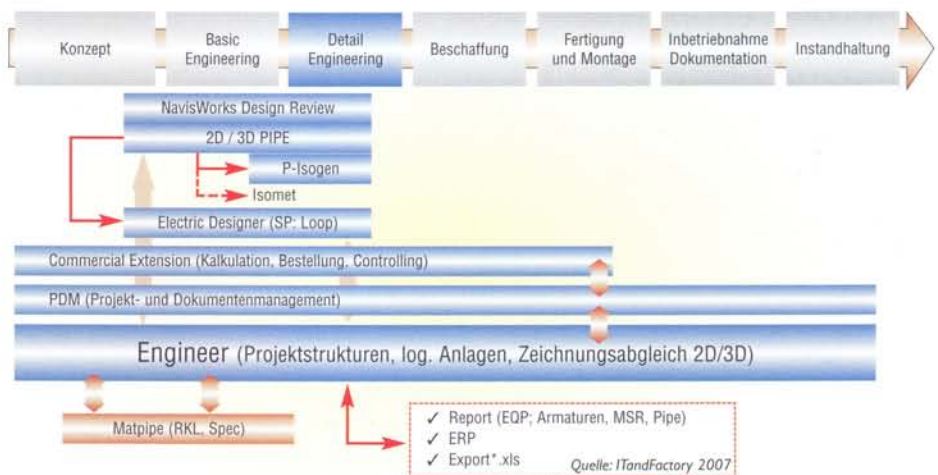 Konzept
Basic
Engineering
Detail
Engineering
Beschaffung
Fertigung
und Montage
Inbetriebnahme
Dokumentation
Instandhaltung
NavisWorks Design Review
2D / 3D PIPE
P-Isogen
Isomet
Electric Designer (SP: Loop)
Commercial Extension (Kalkulation, Bestellung, Controlling)
PDM (Projekt- und Dokumentenmanagement)
Engineer (Projektstrukturen, log. Anlagen, Zeichnungsabgleich 2D/3D)
Matpipe (RKL, Spec)
✓ Report (EQP; Armaturen, MSR, Pipe)
✓ ERP
✓ Export*.xls
Quelle: ITandFactory 2007